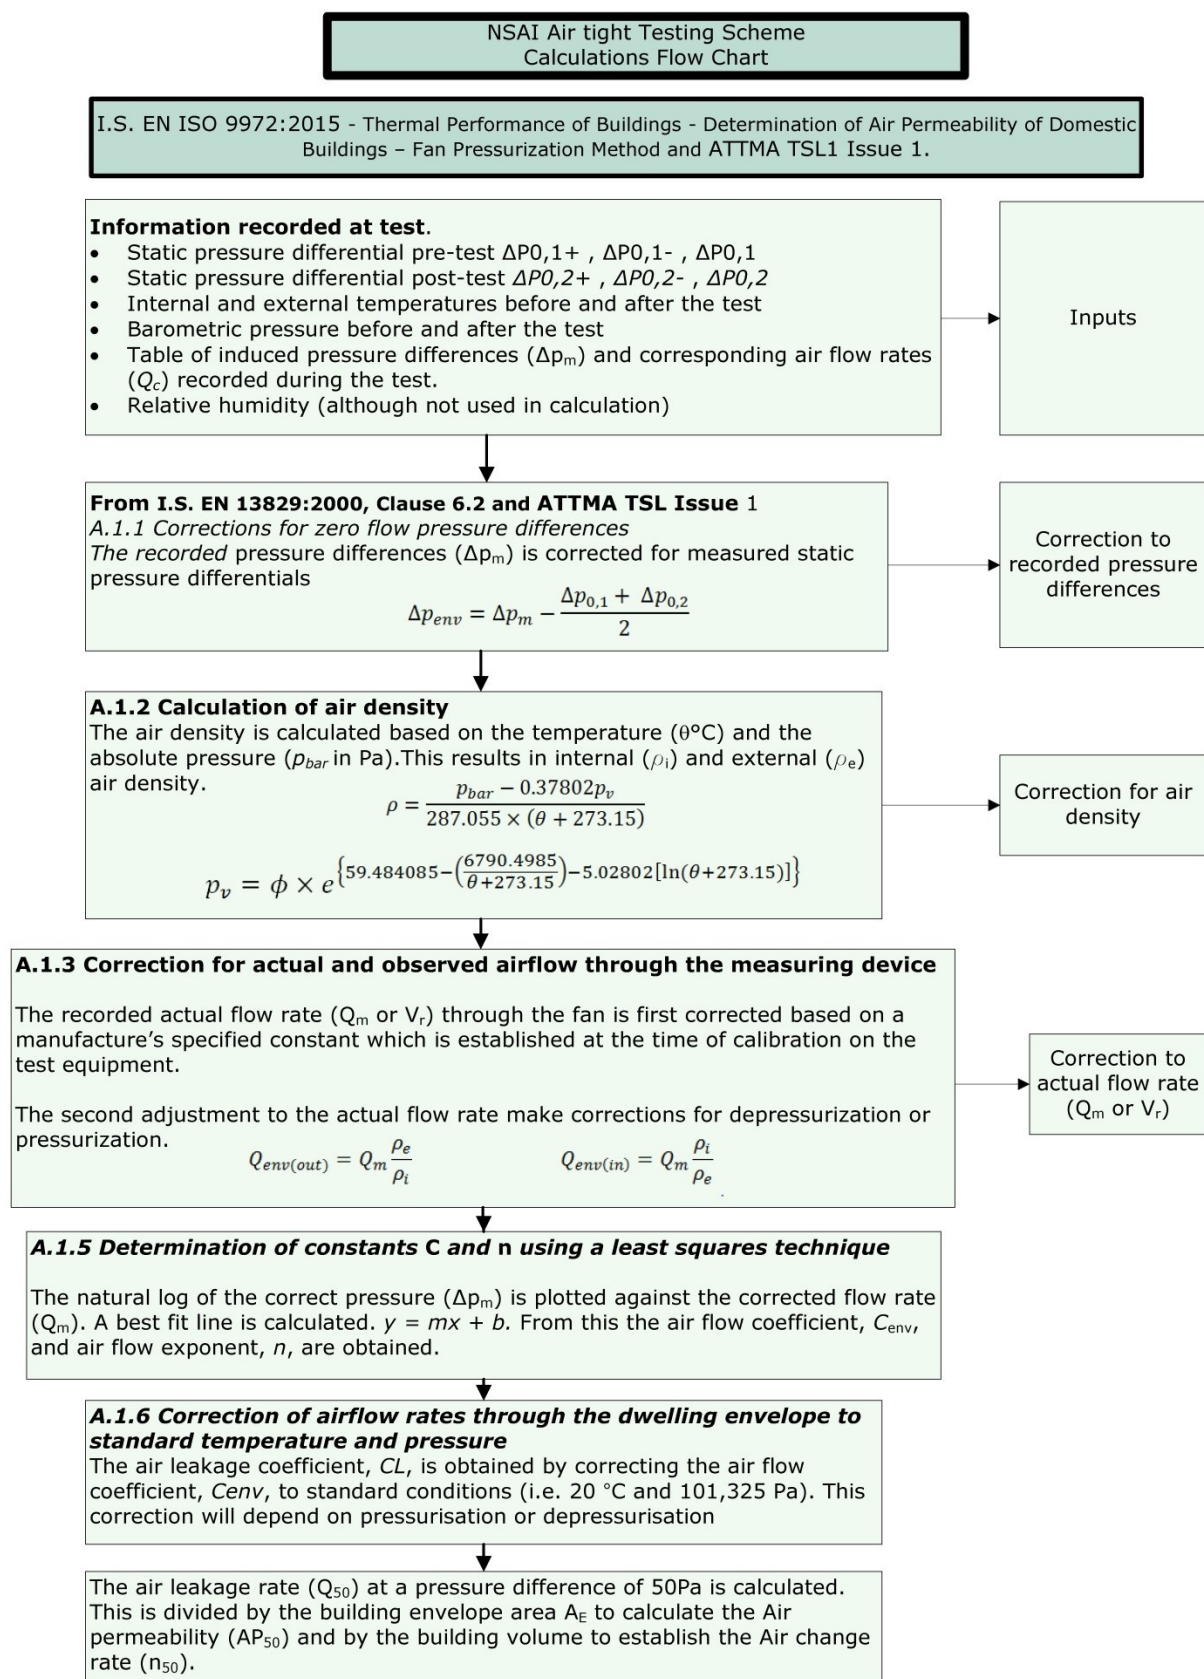 NSAI Air tight Testing Scheme
Calculations Flow Chart
I.S. EN ISO 9972:2015 - Thermal Performance of Buildings - Determination of Air Permeability of Domestic
Buildings – Fan Pressurization Method and ATTMA TSL1 Issue 1.
Information recorded at test.
• Static pressure differential pre-test ΔP0,1+ , ΔP0,1- , ΔP0,1
• Static pressure differential post-test ΔP0,2+ , ΔP0,2- , ΔP0,2
• Internal and external temperatures before and after the test
• Barometric pressure before and after the test
• Table of induced pressure differences (Δpₘ) and corresponding air flow rates
(Q_c) recorded during the test.
• Relative humidity (although not used in calculation)
Inputs
From I.S. EN 13829:2000, Clause 6.2 and ATTMA TSL Issue 1
A.1.1 Corrections for zero flow pressure differences
The recorded pressure differences (Δpₘ) is corrected for measured static
pressure differentials
Δp_env = Δp_m − (Δp_0,1 + Δp_0,2)/2
Correction to
recorded pressure
differences
A.1.2 Calculation of air density
The air density is calculated based on the temperature (θ°C) and the
absolute pressure (p_bar in Pa).This results in internal (ρᵢ) and external (ρₑ)
air density.
ρ = (p_bar − 0.37802p_v)/(287.055 × (θ + 273.15))
p_v = ϕ × e^{59.484085−(6790.4985/(θ+273.15))−5.02802[ln(θ+273.15)]}
Correction for air
density
A.1.3 Correction for actual and observed airflow through the measuring device
The recorded actual flow rate (Qₘ or Vᵣ) through the fan is first corrected based on a
manufacture's specified constant which is established at the time of calibration on the
test equipment.
The second adjustment to the actual flow rate make corrections for depressurization or
pressurization.
Q_env(out) = Q_m ρ_e/ρ_i Q_env(in) = Q_m ρ_i/ρ_e .
Correction to
actual flow rate
(Qₘ or Vᵣ)
A.1.5 Determination of constants C and n using a least squares technique
The natural log of the correct pressure (Δpₘ) is plotted against the corrected flow rate
(Qₘ). A best fit line is calculated. y = mx + b. From this the air flow coefficient, C_env,
and air flow exponent, n, are obtained.
A.1.6 Correction of airflow rates through the dwelling envelope to
standard temperature and pressure
The air leakage coefficient, CL, is obtained by correcting the air flow
coefficient, Cenv, to standard conditions (i.e. 20 °C and 101,325 Pa). This
correction will depend on pressurisation or depressurisation
The air leakage rate (Q₅₀) at a pressure difference of 50Pa is calculated.
This is divided by the building envelope area A_E to calculate the Air
permeability (AP₅₀) and by the building volume to establish the Air change
rate (n₅₀).